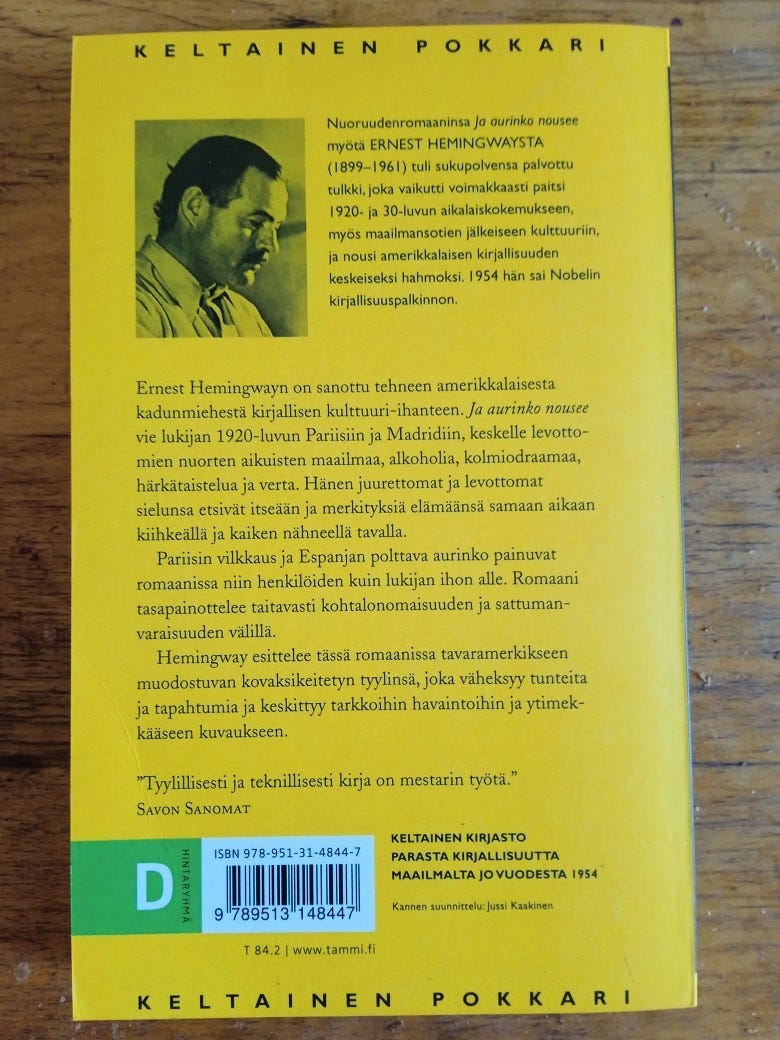 KELTAINEN POKKARI
Nuoruudenromaaninsa Ja aurinko nousee
myötä ERNEST HEMINGWAYSTA
(1899–1961) tuli sukupolvensa palvottu
tulkki, joka vaikutti voimakkaasti paitsi
1920- ja 30-luvun aikalaiskokemukseen,
myös maailmansotien jälkeiseen kulttuuriin,
ja nousi amerikkalaisen kirjallisuuden
keskeiseksi hahmoksi. 1954 hän sai Nobelin
kirjallisuuspalkinnon.
Ernest Hemingwayn on sanottu tehneen amerikkalaisesta
kadunmiehestä kirjallisen kulttuuri-ihanteen. Ja aurinko nousee
vie lukijan 1920-luvun Pariisiin ja Madridiin, keskelle levotto-
mien nuorten aikuisten maailmaa, alkoholia, kolmiodraamaa,
härkätaistelua ja verta. Hänen juurettomat ja levottomat
sielunsa etsivät itseään ja merkityksiä elämäänsä samaan aikaan
kiihkeällä ja kaiken nähneellä tavalla.
Pariisin vilkkaus ja Espanjan polttava aurinko painuvat
romaanissa niin henkilöiden kuin lukijan ihon alle. Romaani
tasapainottelee taitavasti kohtalonomaisuuden ja sattuman-
varaisuuden välillä.
Hemingway esittelee tässä romaanissa tavaramerkikseen
muodostuvan kovaksikeitetyn tyylinsä, joka väheksyy tunteita
ja tapahtumia ja keskittyy tarkkoihin havaintoihin ja ytimek-
kääseen kuvaukseen.
"Tyylillisesti ja teknillisesti kirja on mestarin työtä."
SAVON SANOMAT
D
HINTARYHMÄ
ISBN 978-951-31-4844-7
9 789513 148447
T 84.2 | www.tammi.fi
KELTAINEN KIRJASTO
PARASTA KIRJALLISUUTTA
MAAILMALTA JO VUODESTA 1954
Kannen suunnittelu: Jussi Kaakinen
KELTAINEN POKKARI